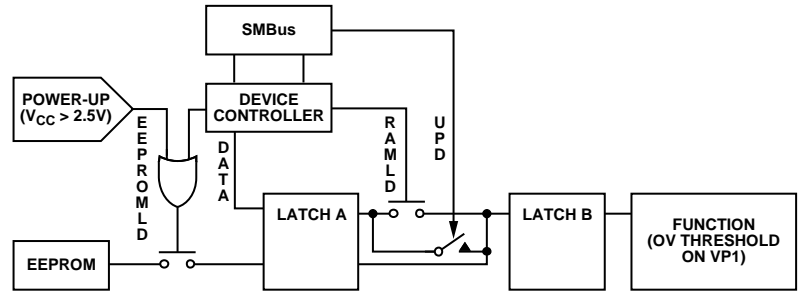 SMBus
POWER-UP
(VCC > 2.5V)
DEVICE
CONTROLLER
EEPROMLD
DATA
RAMLD
UPD
EEPROM
LATCH A
LATCH B
FUNCTION
(OV THRESHOLD
ON VP1)